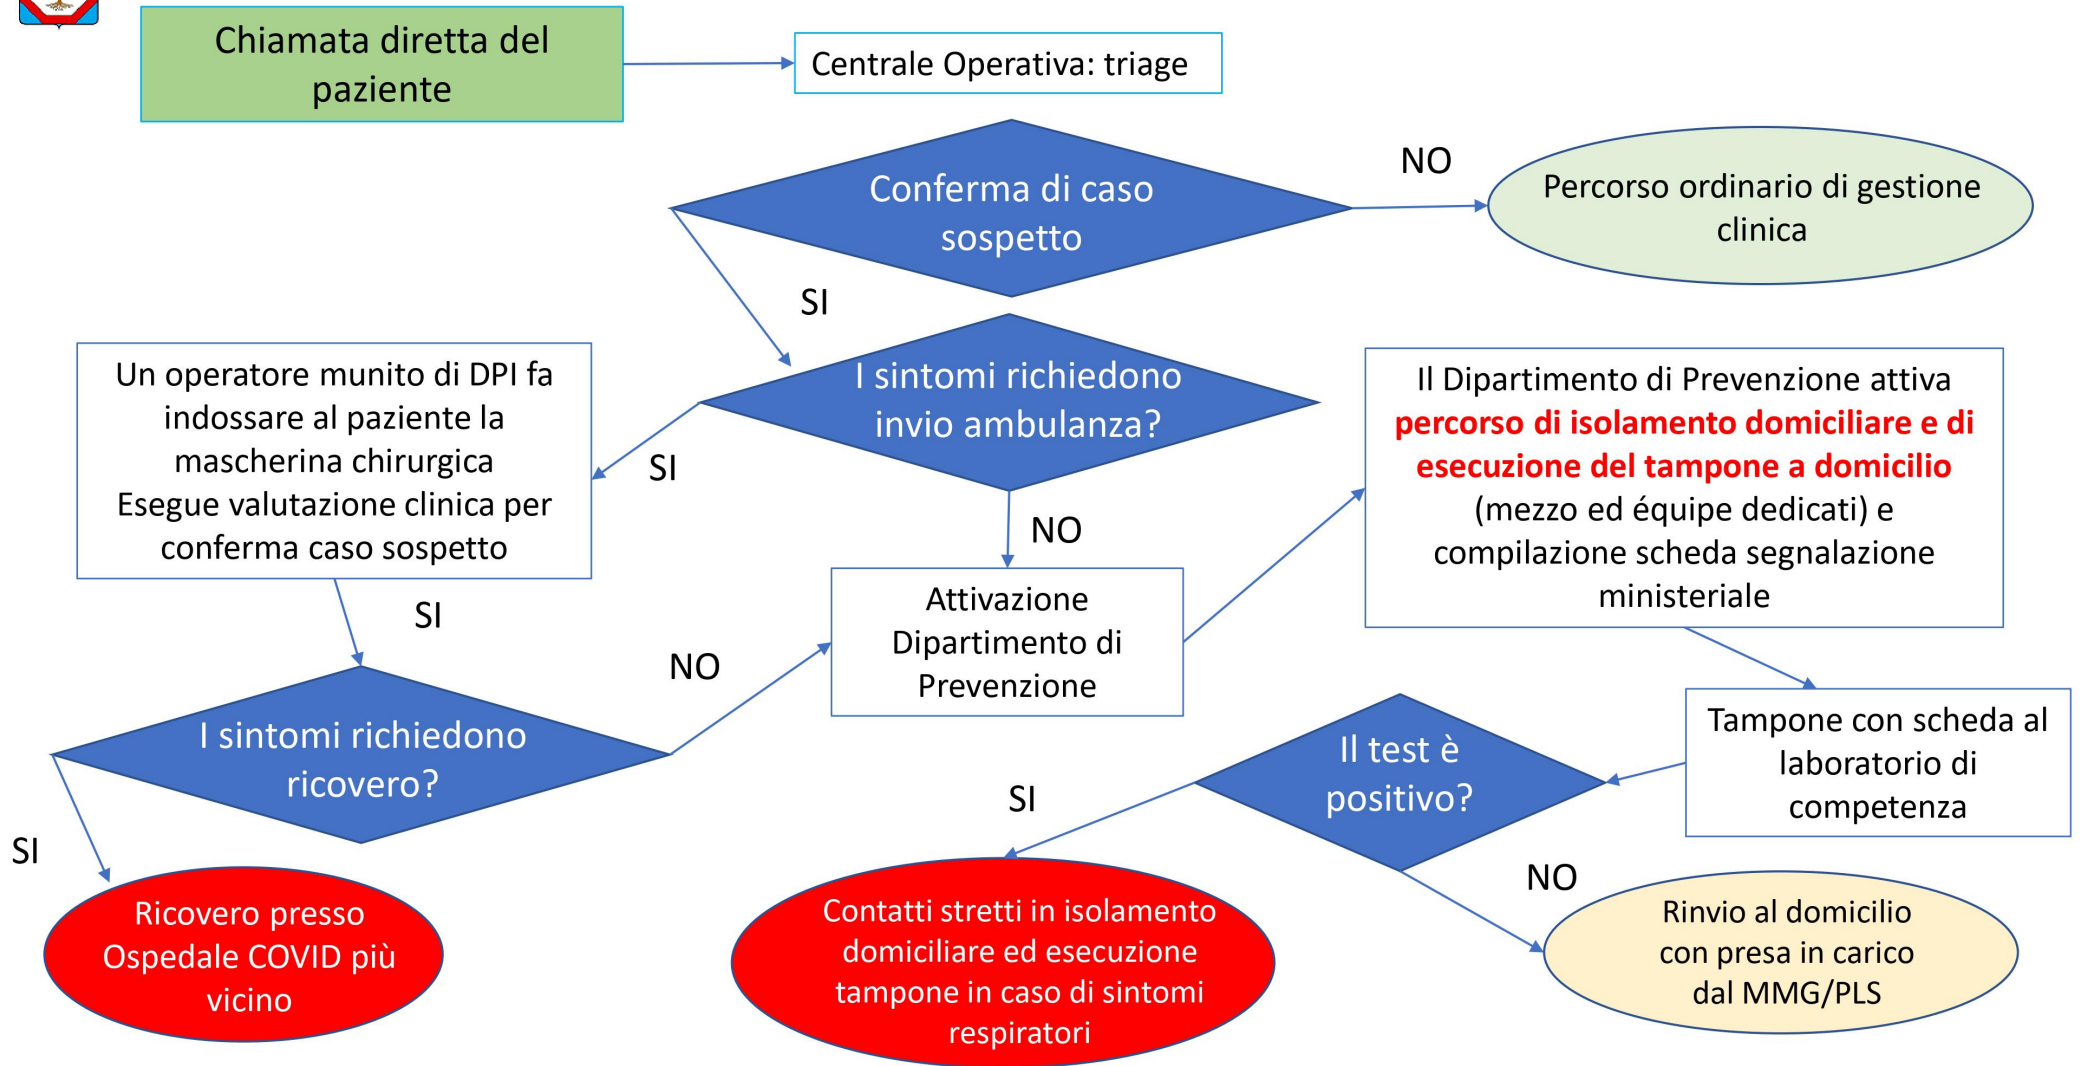 Chiamata diretta del
paziente
Centrale Operativa: triage
Conferma di caso
sospetto
NO
Percorso ordinario di gestione
clinica
SI
I sintomi richiedono
invio ambulanza?
Un operatore munito di DPI fa
indossare al paziente la
mascherina chirurgica
Esegue valutazione clinica per
conferma caso sospetto
SI
NO
Il Dipartimento di Prevenzione attiva
percorso di isolamento domiciliare e di
esecuzione del tampone a domicilio
(mezzo ed équipe dedicati) e
compilazione scheda segnalazione
ministeriale
SI
Attivazione
Dipartimento di
Prevenzione
NO
I sintomi richiedono
ricovero?
Tampone con scheda al
laboratorio di
competenza
Il test è
positivo?
SI
SI
NO
Ricovero presso
Ospedale COVID più
vicino
Contatti stretti in isolamento
domiciliare ed esecuzione
tampone in caso di sintomi
respiratori
Rinvio al domicilio
con presa in carico
dal MMG/PLS